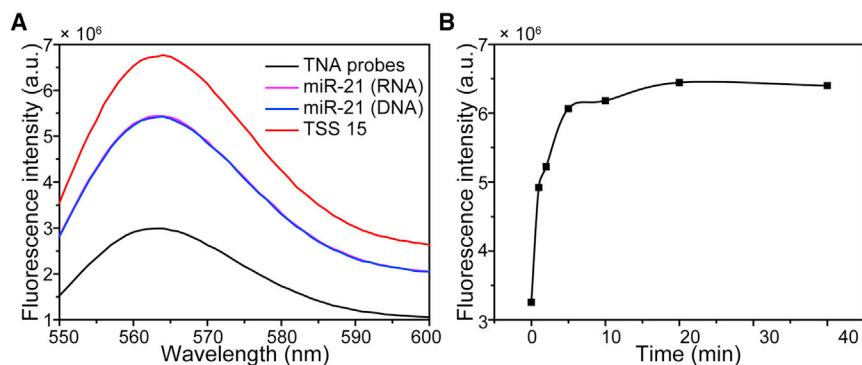 A
× 10⁶
Fluorescence intensity (a.u.)
7
6
5
4
3
2
1
550
560
570
580
590
600
Wavelength (nm)
TNA probes
miR-21 (RNA)
miR-21 (DNA)
TSS 15
B
× 10⁶
Fluorescence intensity (a.u.)
7
6
5
4
3
0
10
20
30
40
Time (min)